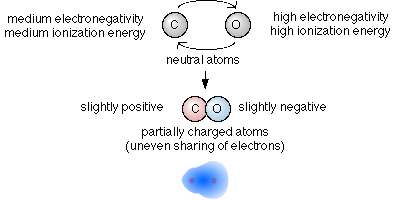 medium electronegativity
medium ionization energy
C
O
high electronegativity
high ionization energy
neutral atoms
slightly positive
C
O
slightly negative
partially charged atoms
(uneven sharing of electrons)